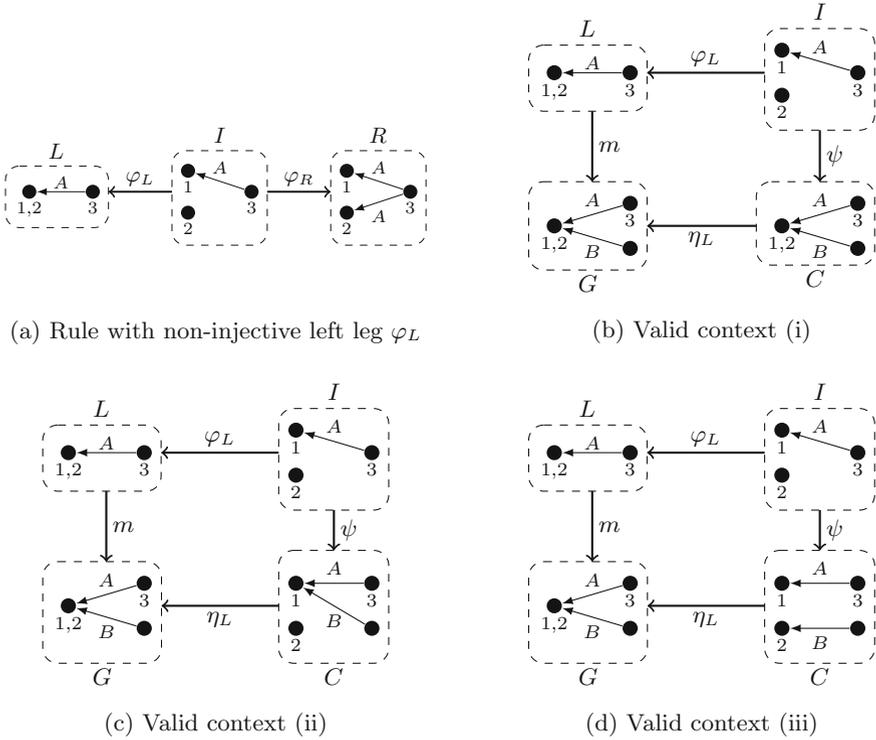 L
I
R
A
1,2
3
φ_L
A
1
3
2
φ_R
A
1
3
2
A
(a) Rule with non-injective left leg φ_L
L
I
A
1,2
3
φ_L
A
1
3
2
m
ψ
A
3
1,2
B
η_L
A
3
1,2
B
G
C
(b) Valid context (i)
L
I
A
1,2
3
φ_L
A
1
3
2
m
ψ
A
3
1,2
B
η_L
A
1
3
B
2
G
C
(c) Valid context (ii)
L
I
A
1,2
3
φ_L
A
1
3
2
m
ψ
A
3
1,2
B
η_L
A
1
3
2
B
G
C
(d) Valid context (iii)